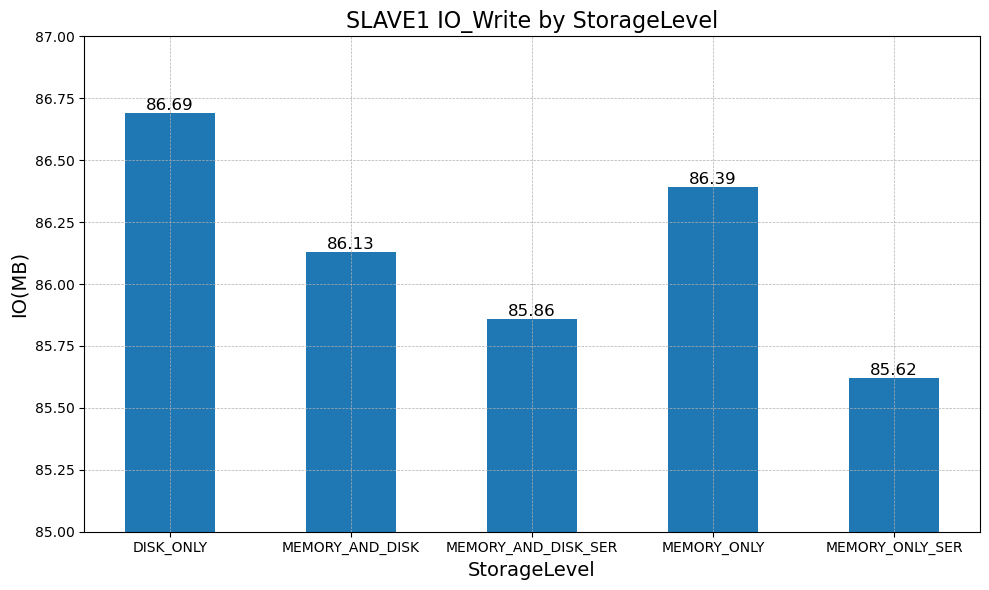 SLAVE1 IO_Write by StorageLevel
87.00
86.75
86.50
86.25
86.00
85.75
85.50
85.25
85.00
IO(MB)
86.69
86.13
85.86
86.39
85.62
DISK_ONLY
MEMORY_AND_DISK
MEMORY_AND_DISK_SER
MEMORY_ONLY
MEMORY_ONLY_SER
StorageLevel